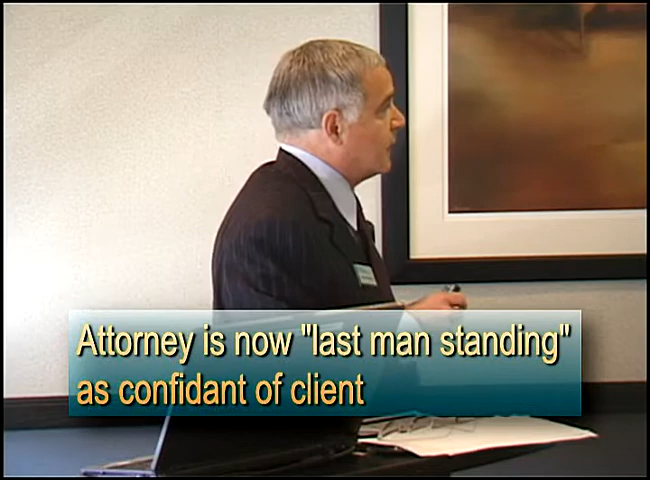 Attorney is now "last man standing"
as confidant of client